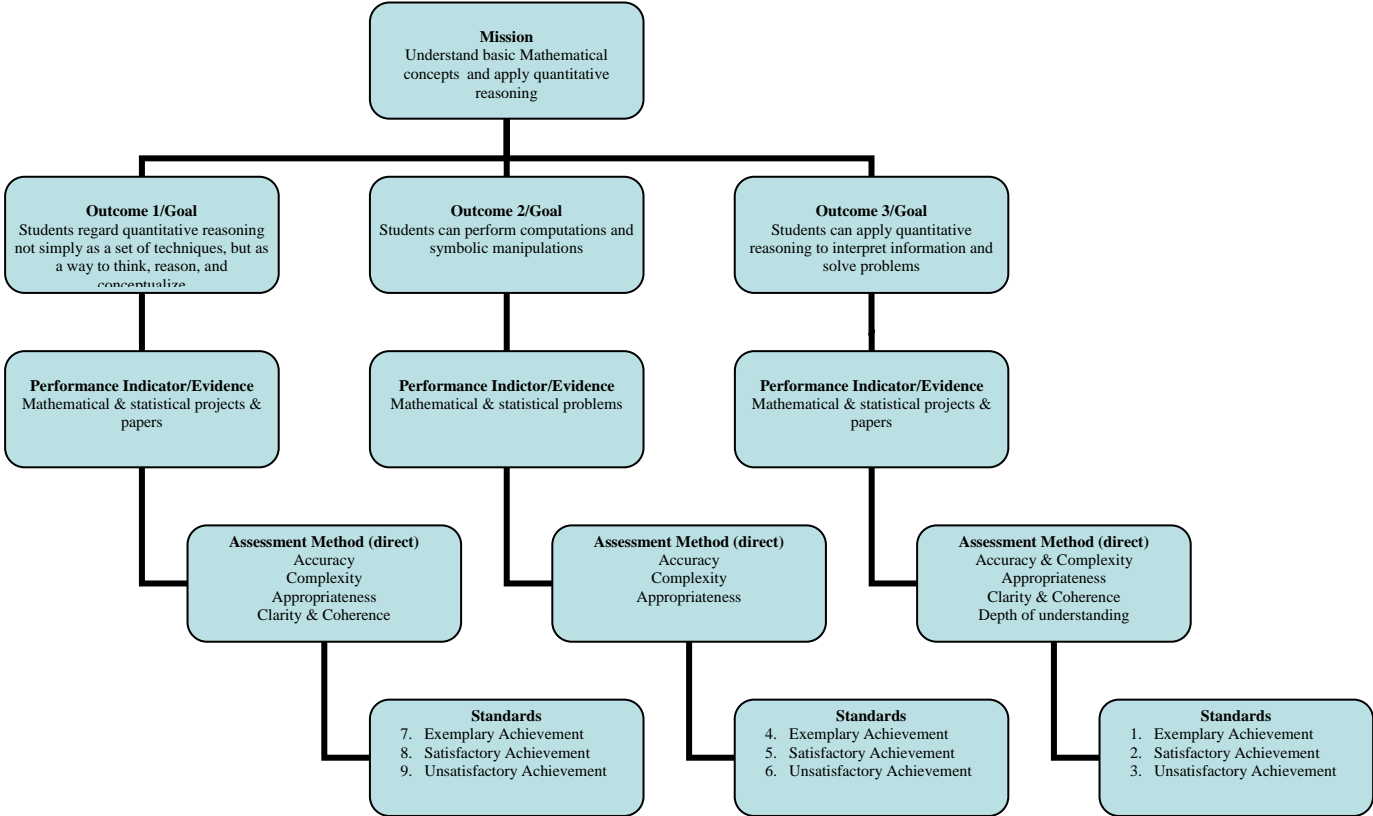 Mission
Understand basic Mathematical
concepts and apply quantitative
reasoning
Outcome 1/Goal
Students regard quantitative reasoning
not simply as a set of techniques, but as
a way to think, reason, and
conceptualize
Outcome 2/Goal
Students can perform computations and
symbolic manipulations
Outcome 3/Goal
Students can apply quantitative
reasoning to interpret information and
solve problems
Performance Indicator/Evidence
Mathematical & statistical projects &
papers
Performance Indictor/Evidence
Mathematical & statistical problems
Performance Indicator/Evidence
Mathematical & statistical projects &
papers
Assessment Method (direct)
Accuracy
Complexity
Appropriateness
Clarity & Coherence
Assessment Method (direct)
Accuracy
Complexity
Appropriateness
Assessment Method (direct)
Accuracy & Complexity
Appropriateness
Clarity & Coherence
Depth of understanding
Standards
7. Exemplary Achievement
8. Satisfactory Achievement
9. Unsatisfactory Achievement
Standards
4. Exemplary Achievement
5. Satisfactory Achievement
6. Unsatisfactory Achievement
Standards
1. Exemplary Achievement
2. Satisfactory Achievement
3. Unsatisfactory Achievement